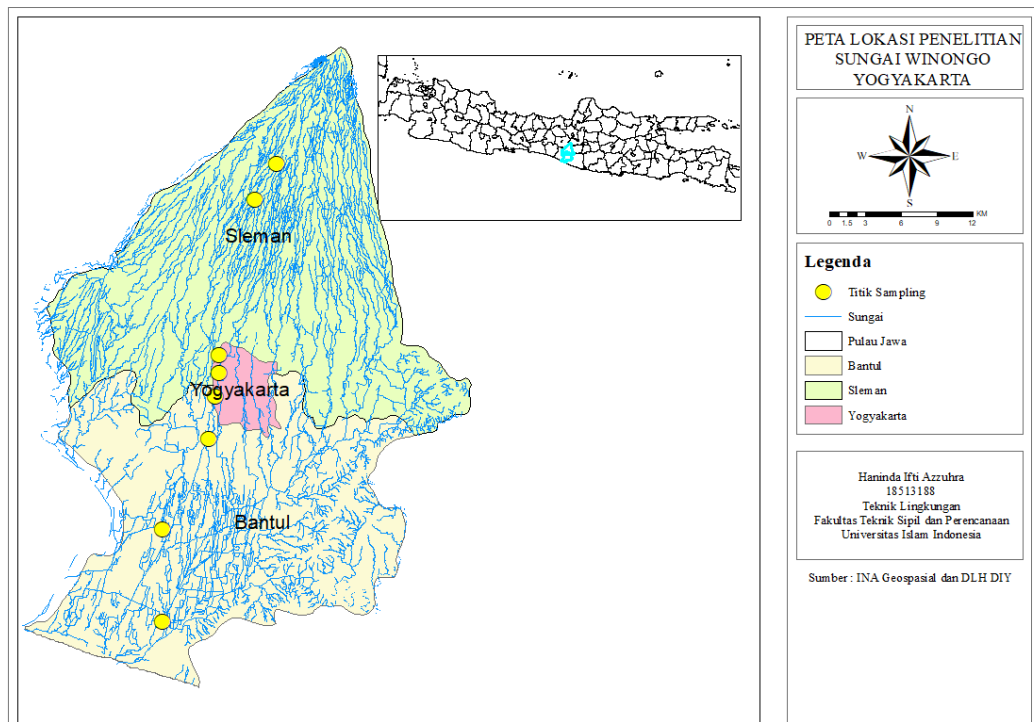 Sleman
Yogyakarta
Bantul
PETA LOKASI PENELITIAN
SUNGAI WINONGO
YOGYAKARTA
N
W
E
S
KM
0 1.5 3 6 9 12
Legenda
Titik Sampling
Sungai
Pulau Jawa
Bantul
Sleman
Yogyakarta
Haninda Ifti Azzuhra
18513188
Teknik Lingkungan
Fakultas Teknik Sipil dan Perencanaan
Universitas Islam Indonesia
Sumber : INA Geospasial dan DLH DIY